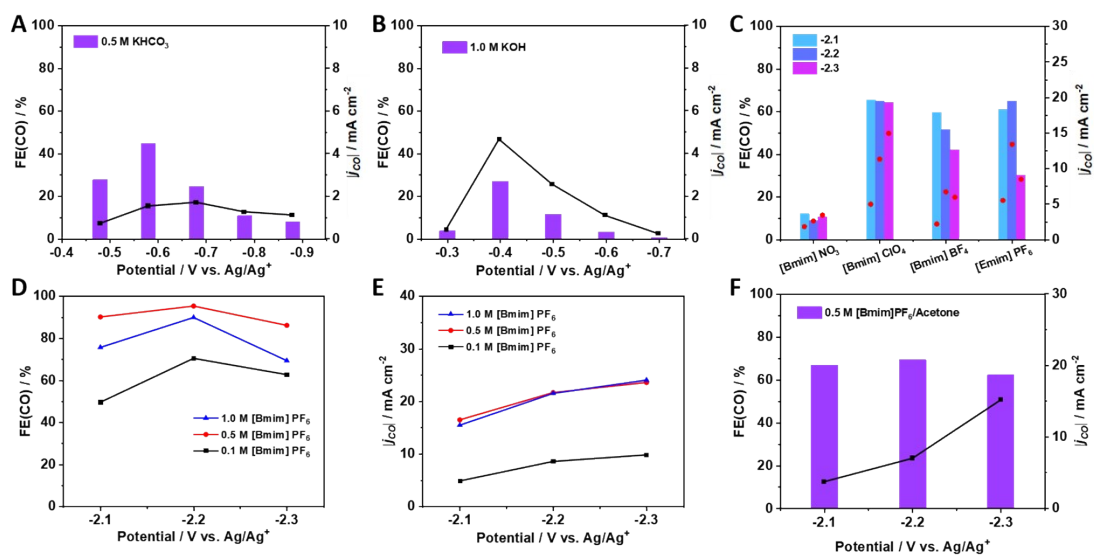 A
0.5 M KHCO₃
FE(CO) / %
100
80
60
40
20
0
10
8
6
4
2
0
|j_CO| / mA cm⁻²
-0.5
-0.6
-0.7
-0.8
-0.9
Potential / V vs. Ag/Ag⁺
B
1.0 M KOH
FE(CO) / %
100
80
60
40
20
0
10
8
6
4
2
0
|j_CO| / mA cm⁻²
-0.3
-0.4
-0.5
-0.6
-0.7
Potential / V vs. Ag/Ag⁺
C
-2.1
-2.2
-2.3
FE(CO) / %
100
80
60
40
20
0
30
25
20
15
10
5
0
|j_CO| / mA cm⁻²
[Bmim] NO₃
[Bmim] ClO₄
[Bmim] BF₄
[Emim] PF₆
D
FE(CO) / %
100
80
60
40
20
0
1.0 M [Bmim] PF₆
0.5 M [Bmim] PF₆
0.1 M [Bmim] PF₆
-2.1
-2.2
-2.3
Potential / V vs. Ag/Ag⁺
E
|j_CO| / mA cm⁻²
40
30
20
10
0
1.0 M [Bmim] PF₆
0.5 M [Bmim] PF₆
0.1 M [Bmim] PF₆
-2.1
-2.2
-2.3
Potential / V vs. Ag/Ag⁺
F
0.5 M [Bmim]PF₆/Acetone
FE(CO) / %
100
80
60
40
20
0
30
20
10
0
|j_CO| / mA cm⁻²
-2.1
-2.2
-2.3
Potential / V vs. Ag/Ag⁺